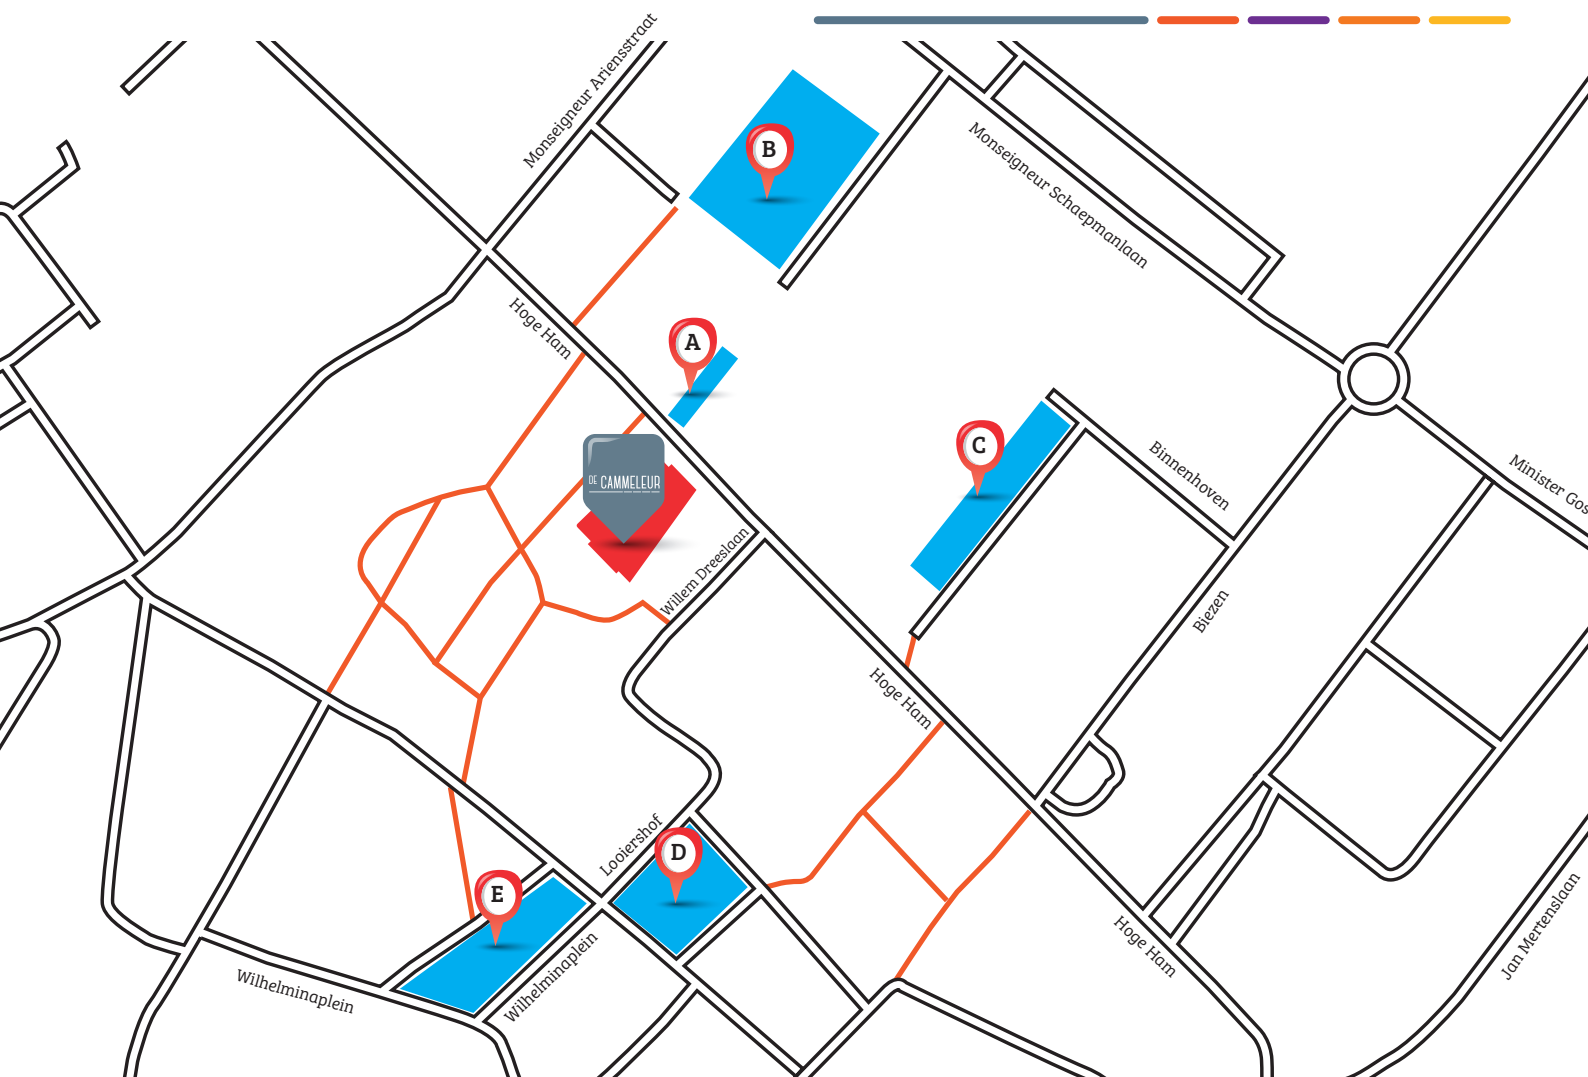 Monseigneur Ariensstraat
B
Monseigneur Schaepmanlaan
Hoge Ham
A
C
Binnenhoven
DE CAMMELEUR
Minister Gos
Willem Dreeslaan
Biezen
Hoge Ham
Looiershof
D
E
Jan Mertenslaan
Hoge Ham
Wilhelminaplein
Wilhelminaplein